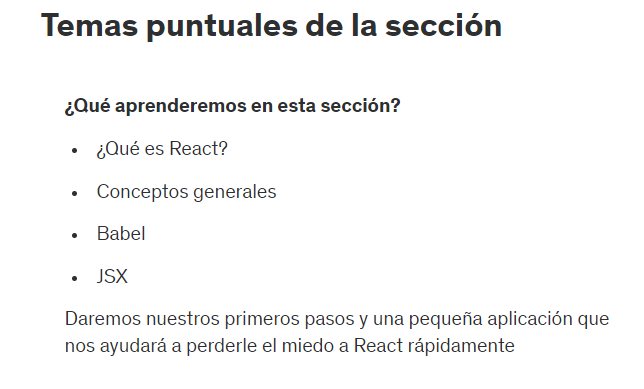 Temas puntuales de la sección
¿Qué aprenderemos en esta sección?
• ¿Qué es React?
• Conceptos generales
• Babel
• JSX
Daremos nuestros primeros pasos y una pequeña aplicación que
nos ayudará a perderle el miedo a React rápidamente